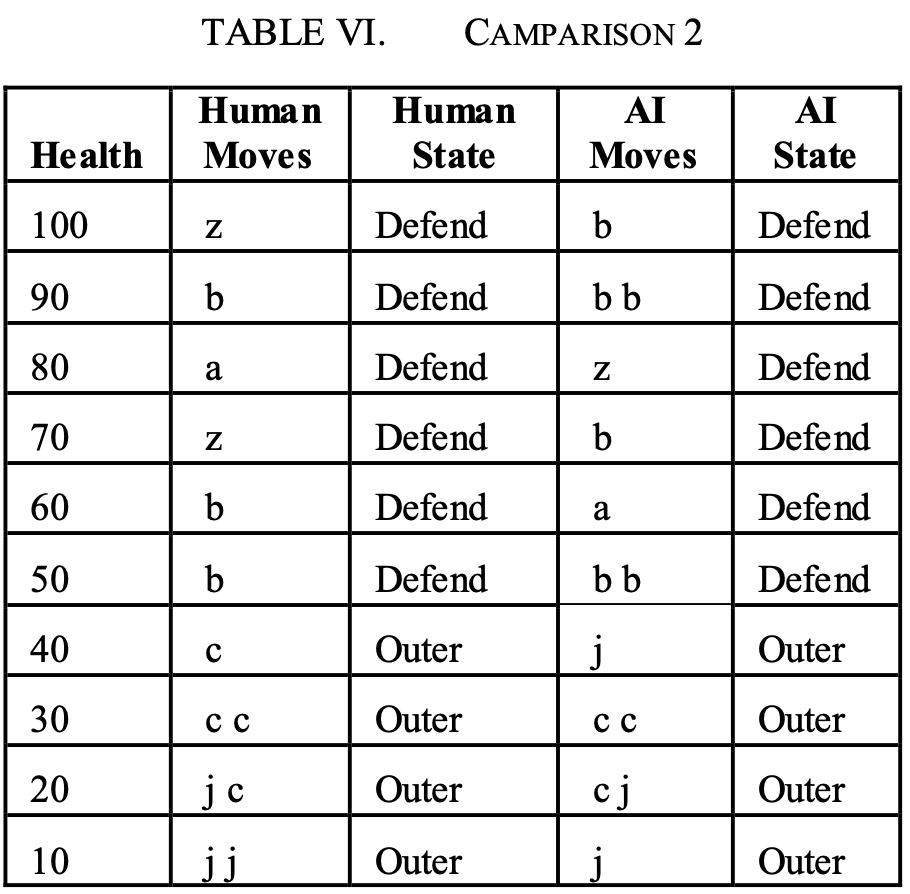 TABLE VI. CAMPARISON 2
Health Human Moves Human State AI Moves AI State
100 z Defend b Defend
90 b Defend b b Defend
80 a Defend z Defend
70 z Defend b Defend
60 b Defend a Defend
50 b Defend b b Defend
40 c Outer j Outer
30 c c Outer c c Outer
20 j c Outer c j Outer
10 j j Outer j Outer